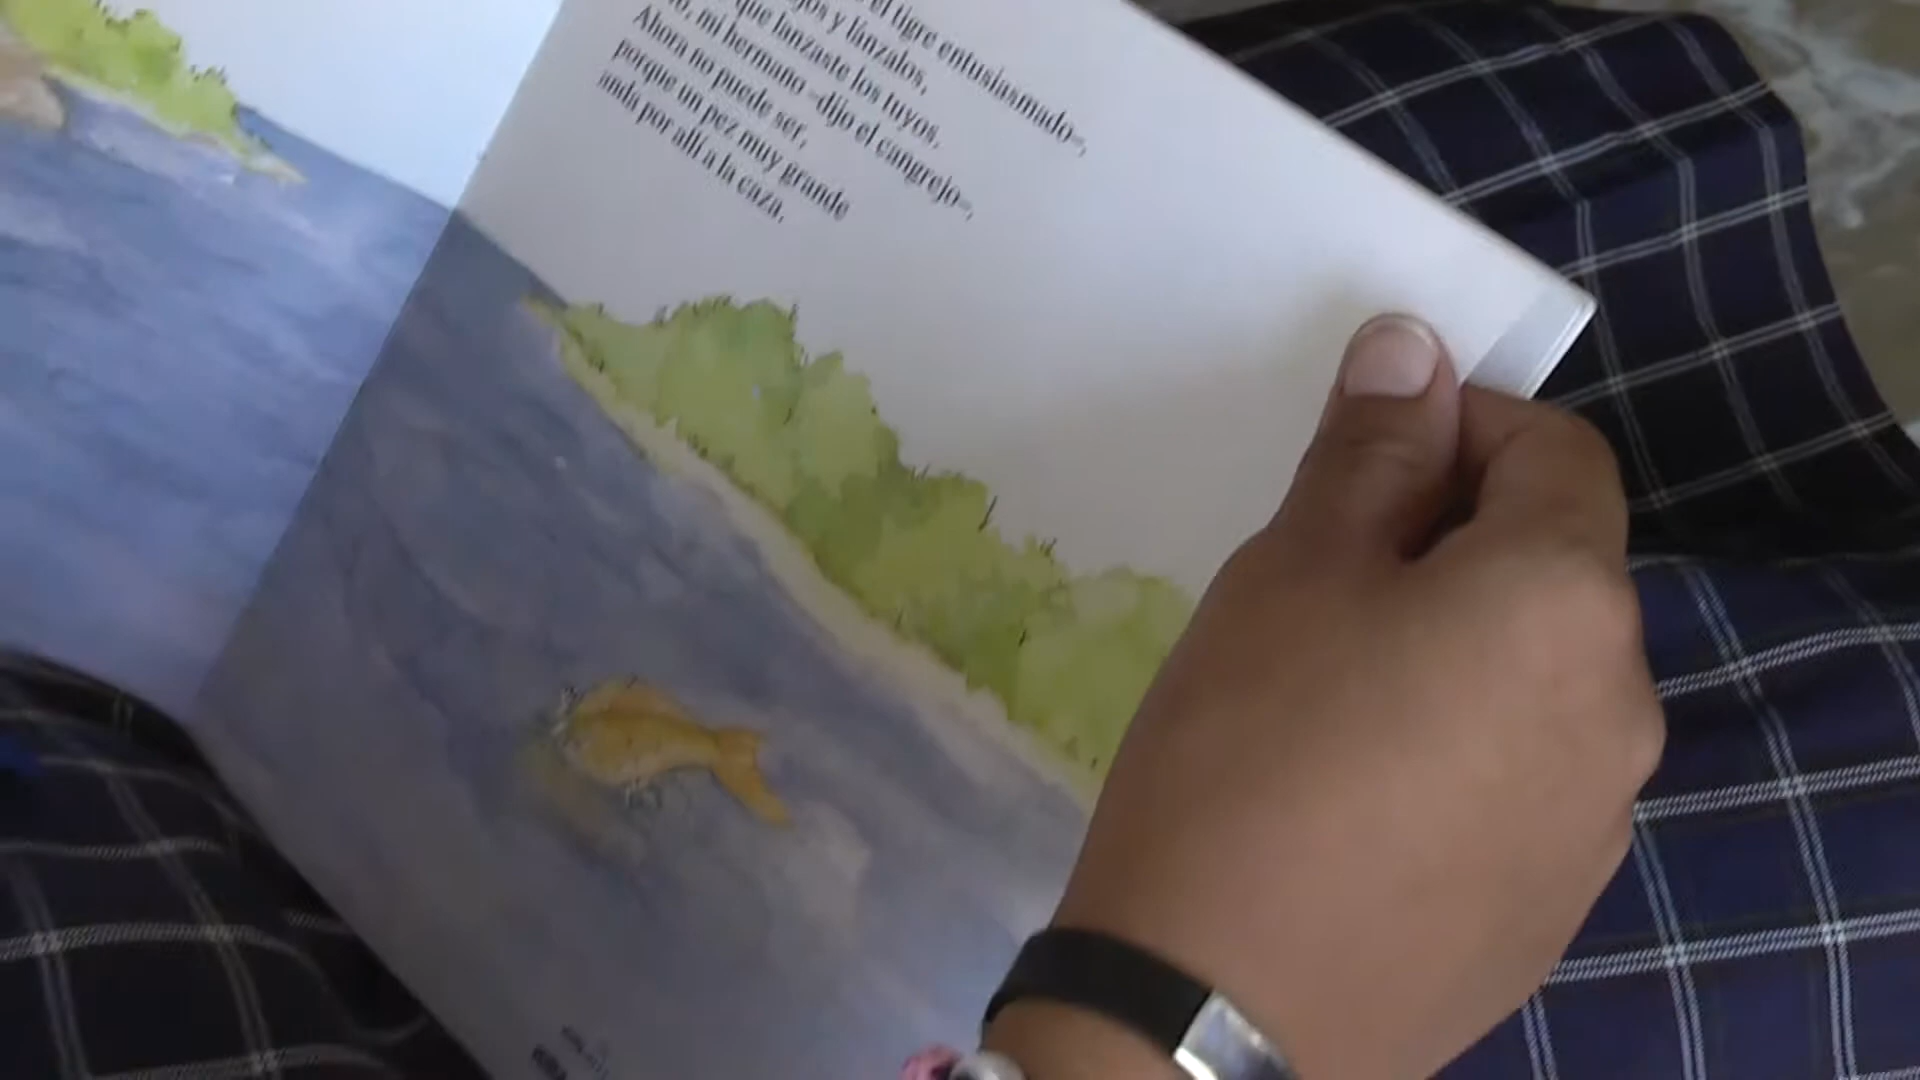 el tigre entusiasmado–,
y lánzalos,
que lanzaste los tuyos.
mi hermano –dijo el cangrejo–,
Ahora no puede ser,
porque un pez muy grande
anda por allí a la caza.